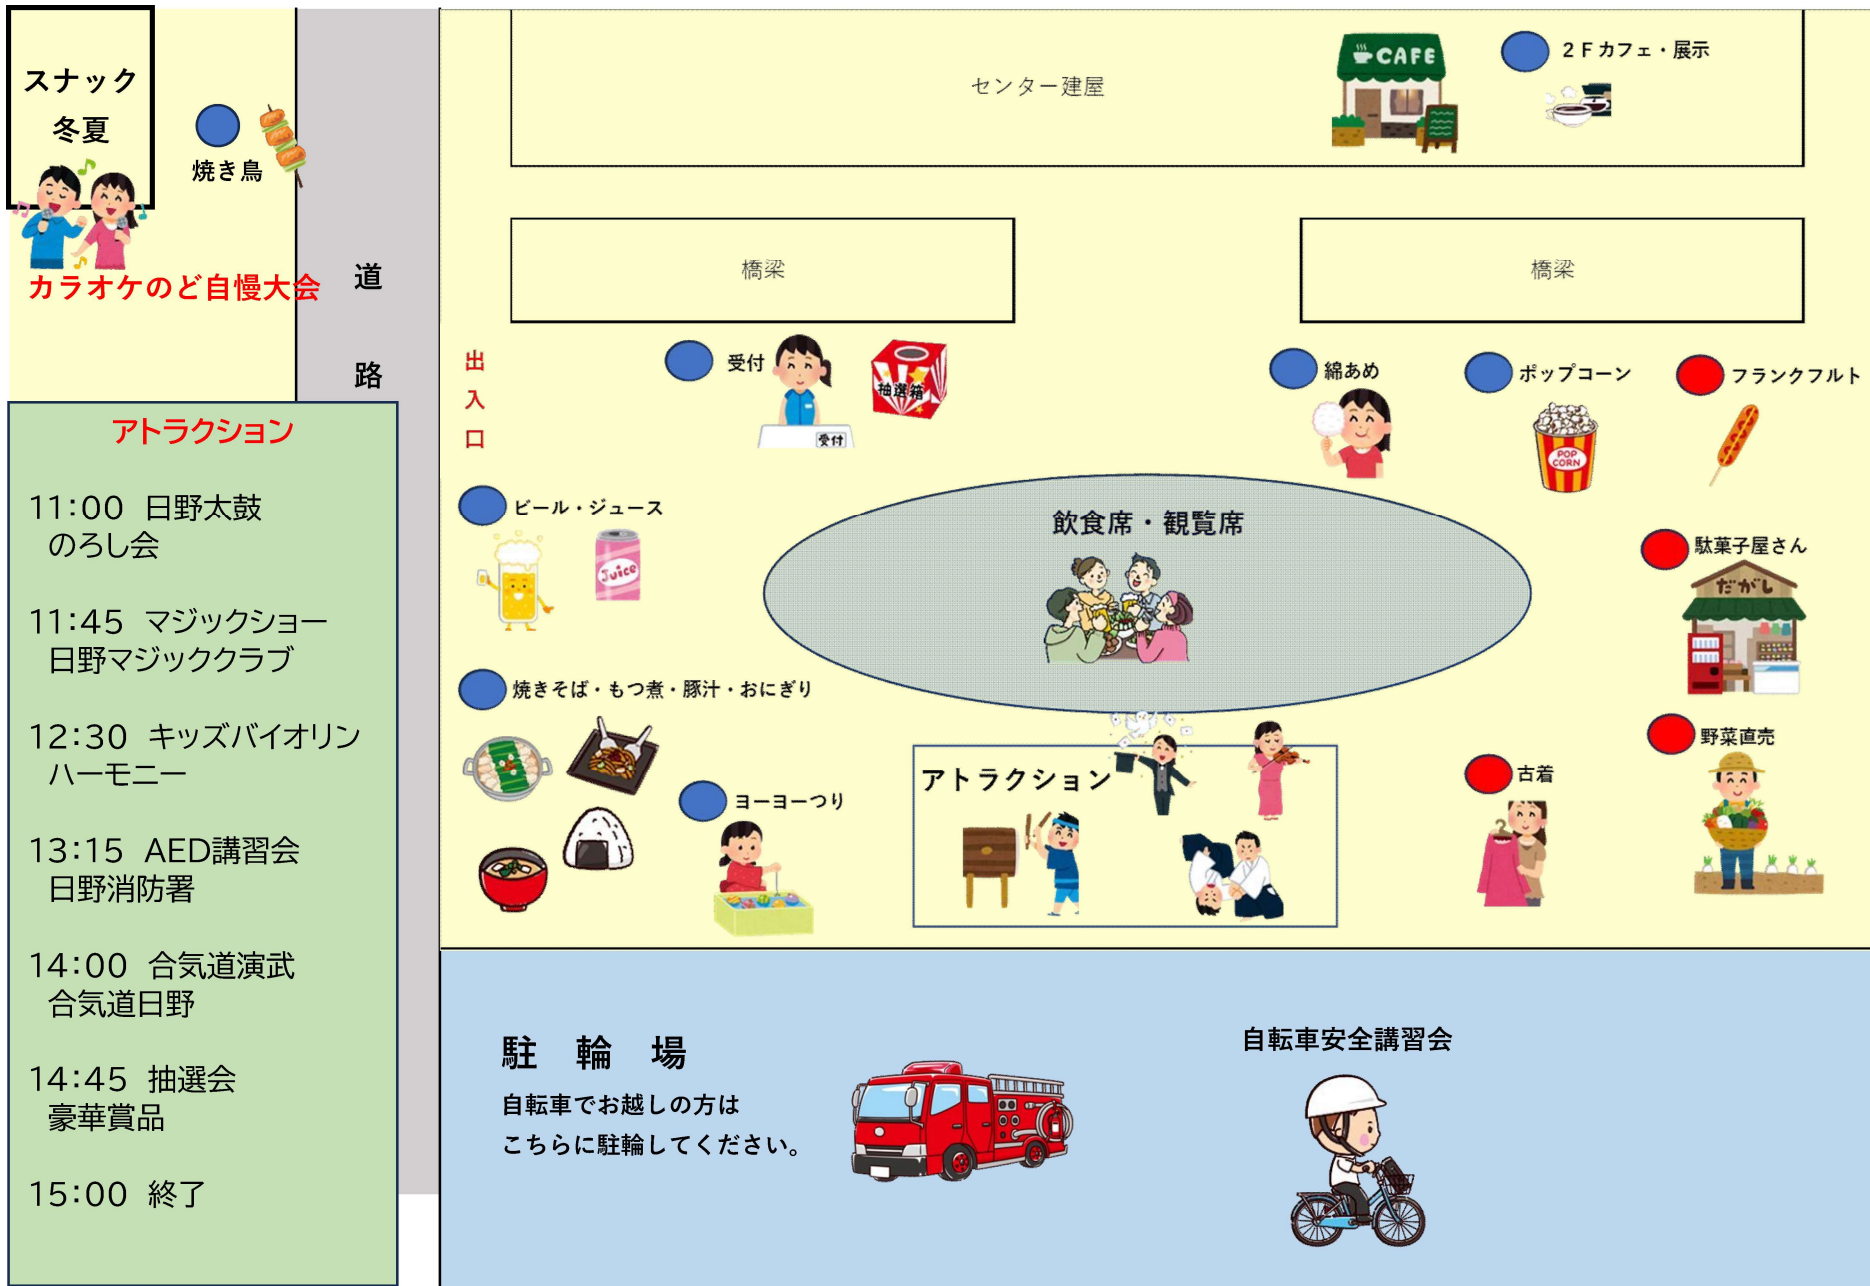 スナック
冬夏
焼き鳥
カラオケのど自慢大会
道
路
センター建屋
CAFE
２Ｆカフェ・展示
橋梁
橋梁
出
入
口
受付
受付
抽選箱
綿あめ
ポップコーン
POP
CORN
フランクフルト
ビール・ジュース
Juice
飲食席・観覧席
駄菓子屋さん
だがし
焼きそば・もつ煮・豚汁・おにぎり
ヨーヨーつり
アトラクション
古着
野菜直売
アトラクション
11:00 日野太鼓
のろし会
11:45 マジックショー
日野マジッククラブ
12:30 キッズバイオリン
ハーモニー
13:15 AED講習会
日野消防署
14:00 合気道演武
合気道日野
14:45 抽選会
豪華賞品
15:00 終了
駐 輪 場
自転車でお越しの方は
こちらに駐輪してください。
自転車安全講習会